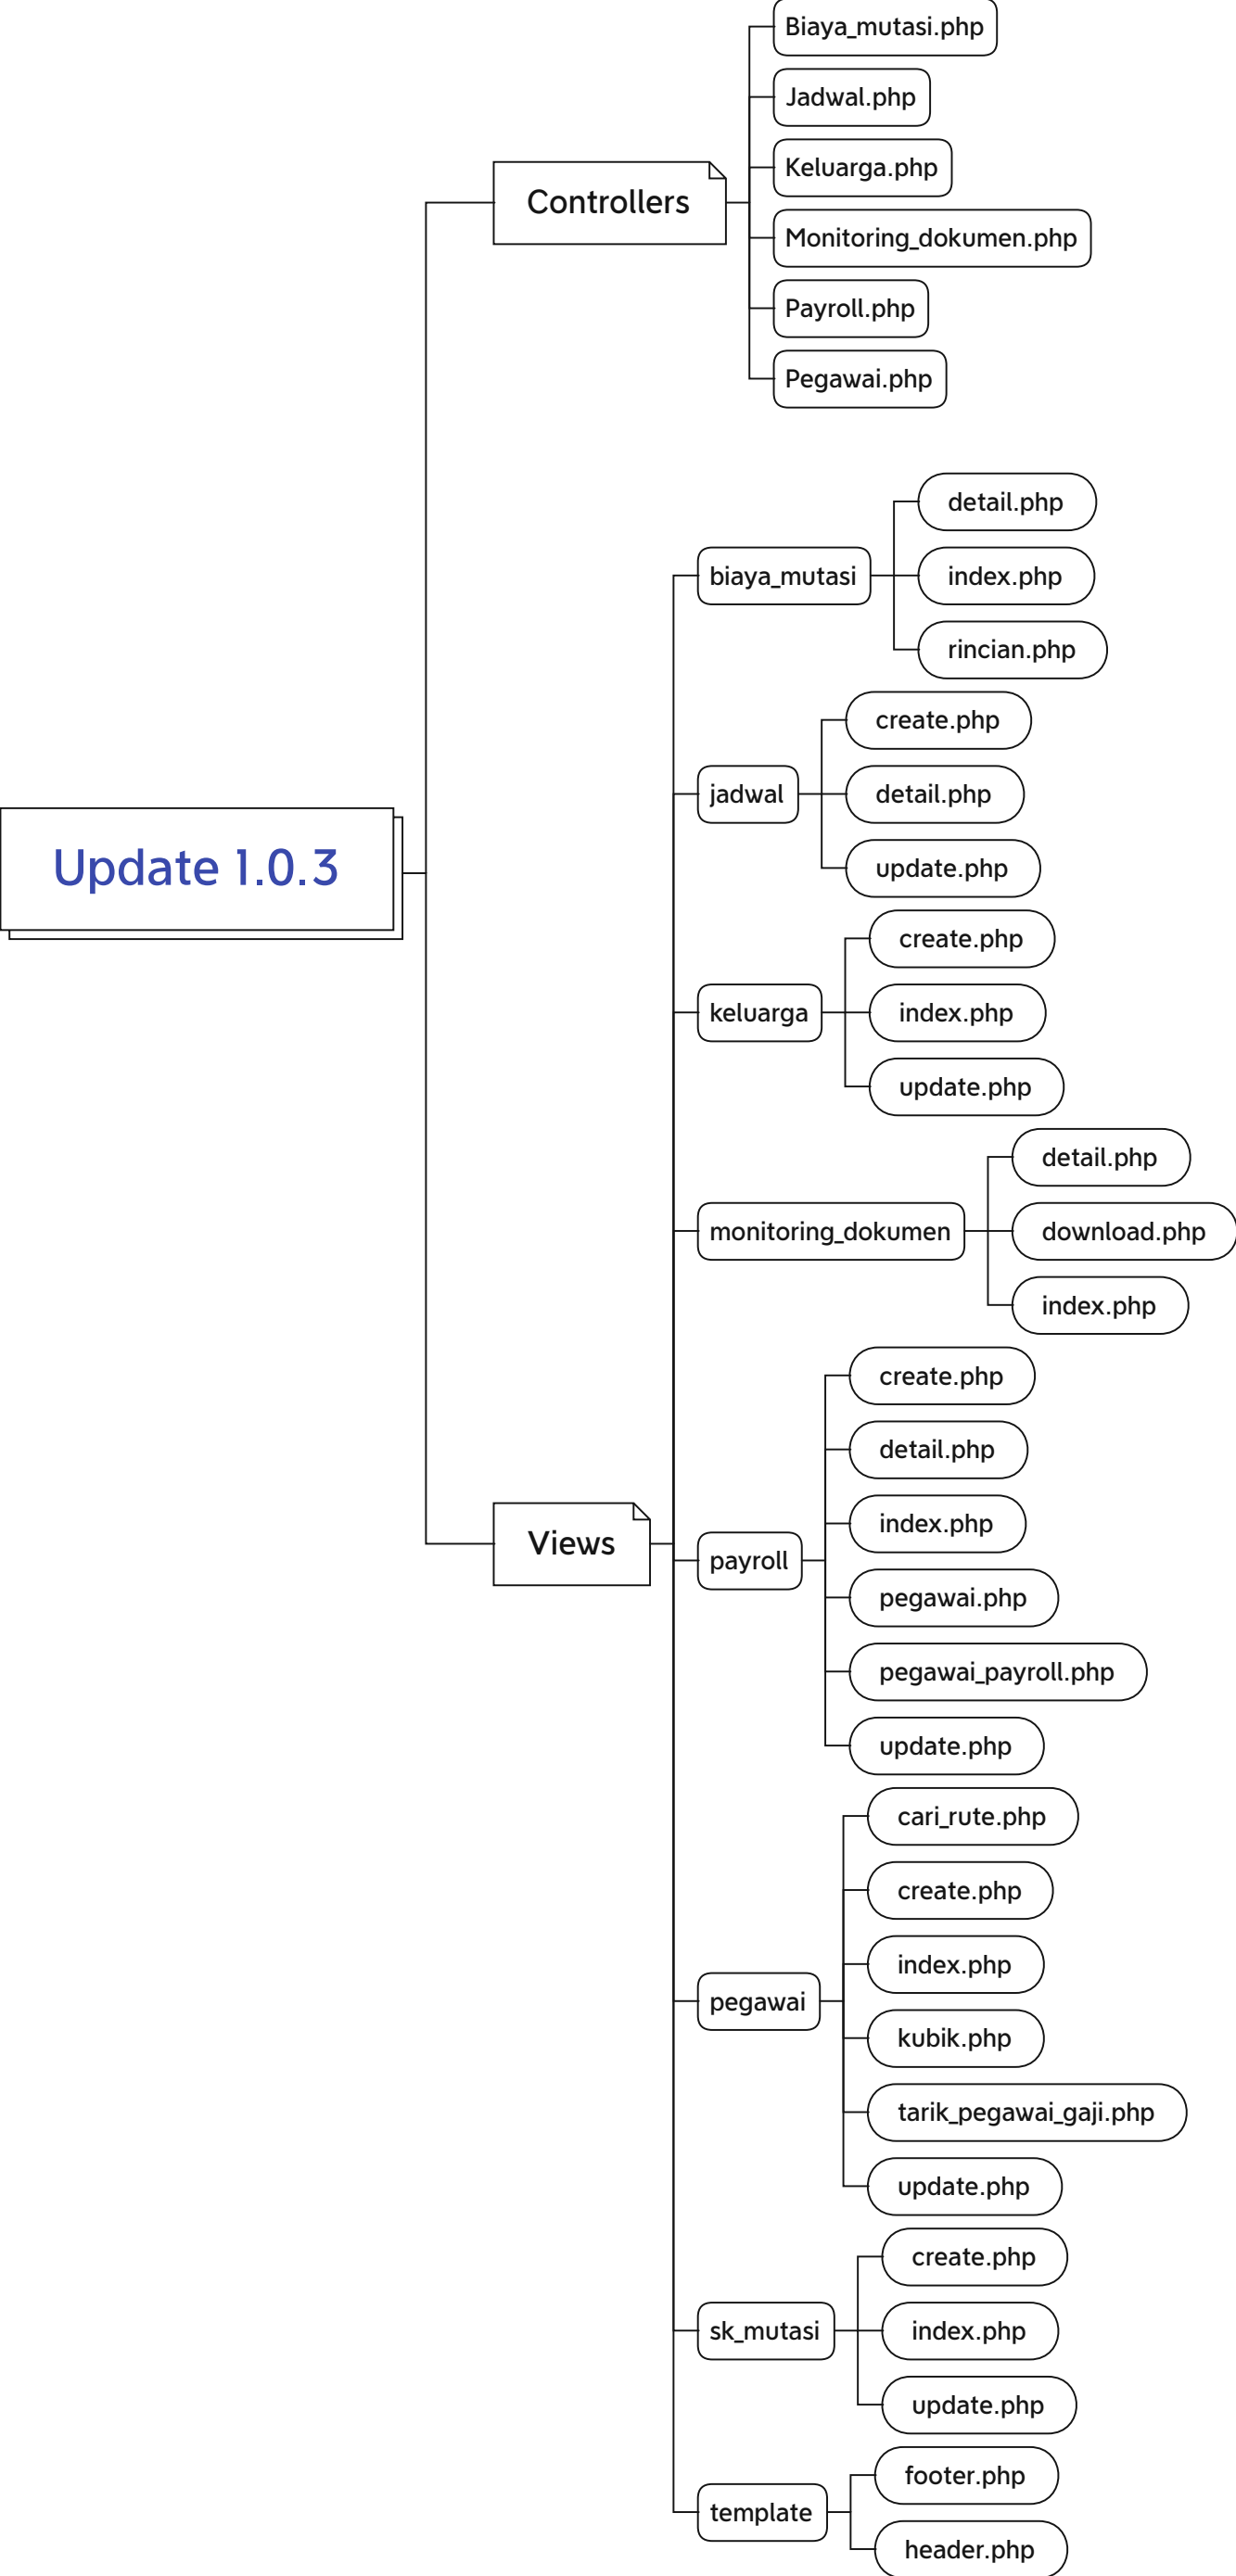 Update 1.0.3
Controllers
Biaya_mutasi.php
Jadwal.php
Keluarga.php
Monitoring_dokumen.php
Payroll.php
Pegawai.php
Views
biaya_mutasi
detail.php
index.php
rincian.php
jadwal
create.php
detail.php
update.php
keluarga
create.php
index.php
update.php
monitoring_dokumen
detail.php
download.php
index.php
payroll
create.php
detail.php
index.php
pegawai.php
pegawai_payroll.php
update.php
pegawai
cari_rute.php
create.php
index.php
kubik.php
tarik_pegawai_gaji.php
update.php
sk_mutasi
create.php
index.php
update.php
template
footer.php
header.php